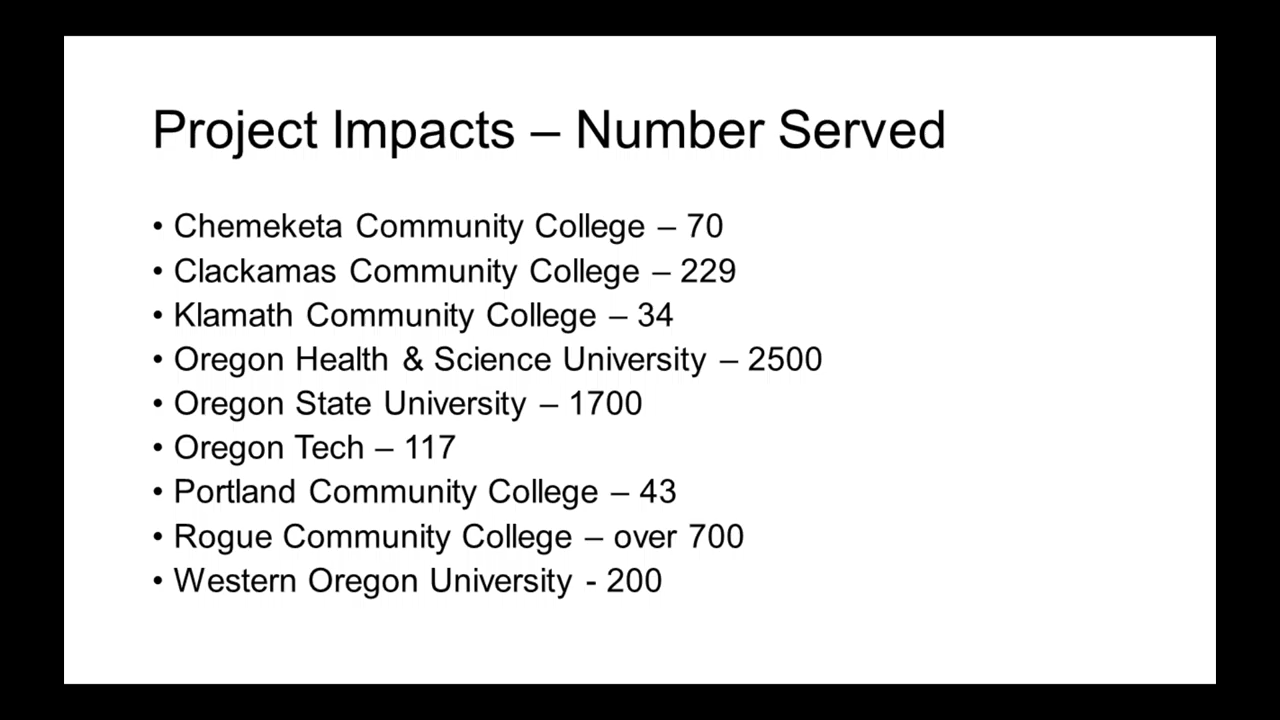 Project Impacts – Number Served
• Chemeketa Community College – 70
• Clackamas Community College – 229
• Klamath Community College – 34
• Oregon Health & Science University – 2500
• Oregon State University – 1700
• Oregon Tech – 117
• Portland Community College – 43
• Rogue Community College – over 700
• Western Oregon University - 200